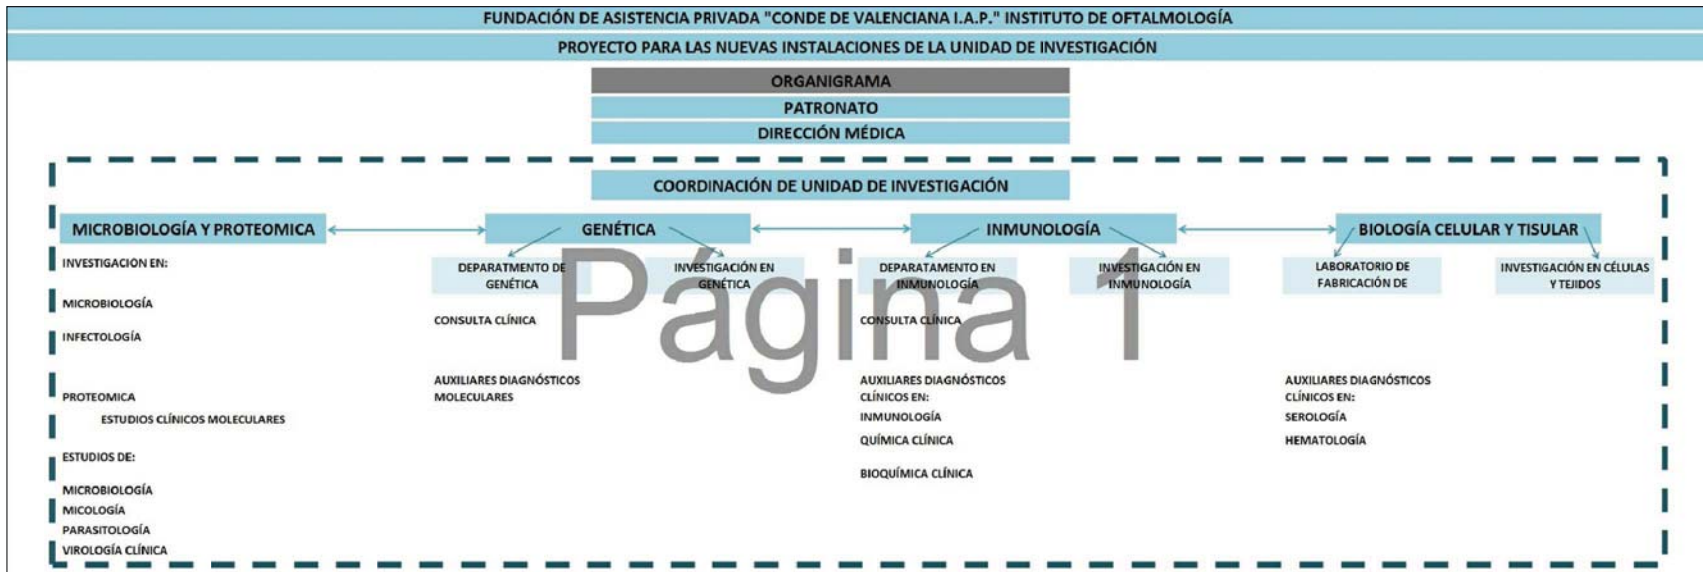 FUNDACIÓN DE ASISTENCIA PRIVADA "CONDE DE VALENCIANA I.A.P." INSTITUTO DE OFTALMOLOGÍA
PROYECTO PARA LAS NUEVAS INSTALACIONES DE LA UNIDAD DE INVESTIGACIÓN
ORGANIGRAMA
PATRONATO
DIRECCIÓN MÉDICA
COORDINACIÓN DE UNIDAD DE INVESTIGACIÓN
MICROBIOLOGÍA Y PROTEOMICA
INVESTIGACIÓN EN:
MICROBIOLOGÍA
INFECTOLOGÍA
PROTEOMICA
ESTUDIOS CLÍNICOS MOLECULARES
ESTUDIOS DE:
MICROBIOLOGÍA
MICOLOGÍA
PARASITOLOGÍA
VIROLOGÍA CLÍNICA
GENÉTICA
DEPARATMENTO DE
GENÉTICA
INVESTIGACIÓN EN
GENÉTICA
CONSULTA CLÍNICA
AUXILIARES DIAGNÓSTICOS
MOLECULARES
INMUNOLOGÍA
DEPARATAMENTO EN
INMUNOLOGÍA
INVESTIGACIÓN EN
INMUNOLOGÍA
CONSULTA CLÍNICA
AUXILIARES DIAGNÓSTICOS
CLÍNICOS EN:
INMUNOLOGÍA
QUÍMICA CLÍNICA
BIOQUÍMICA CLÍNICA
BIOLOGÍA CELULAR Y TISULAR
LABORATORIO DE
FABRICACIÓN DE
INVESTIGACIÓN EN CÉLULAS
Y TEJIDOS
AUXILIARES DIAGNÓSTICOS
CLÍNICOS EN:
SEROLOGÍA
HEMATOLOGÍA
Página 1